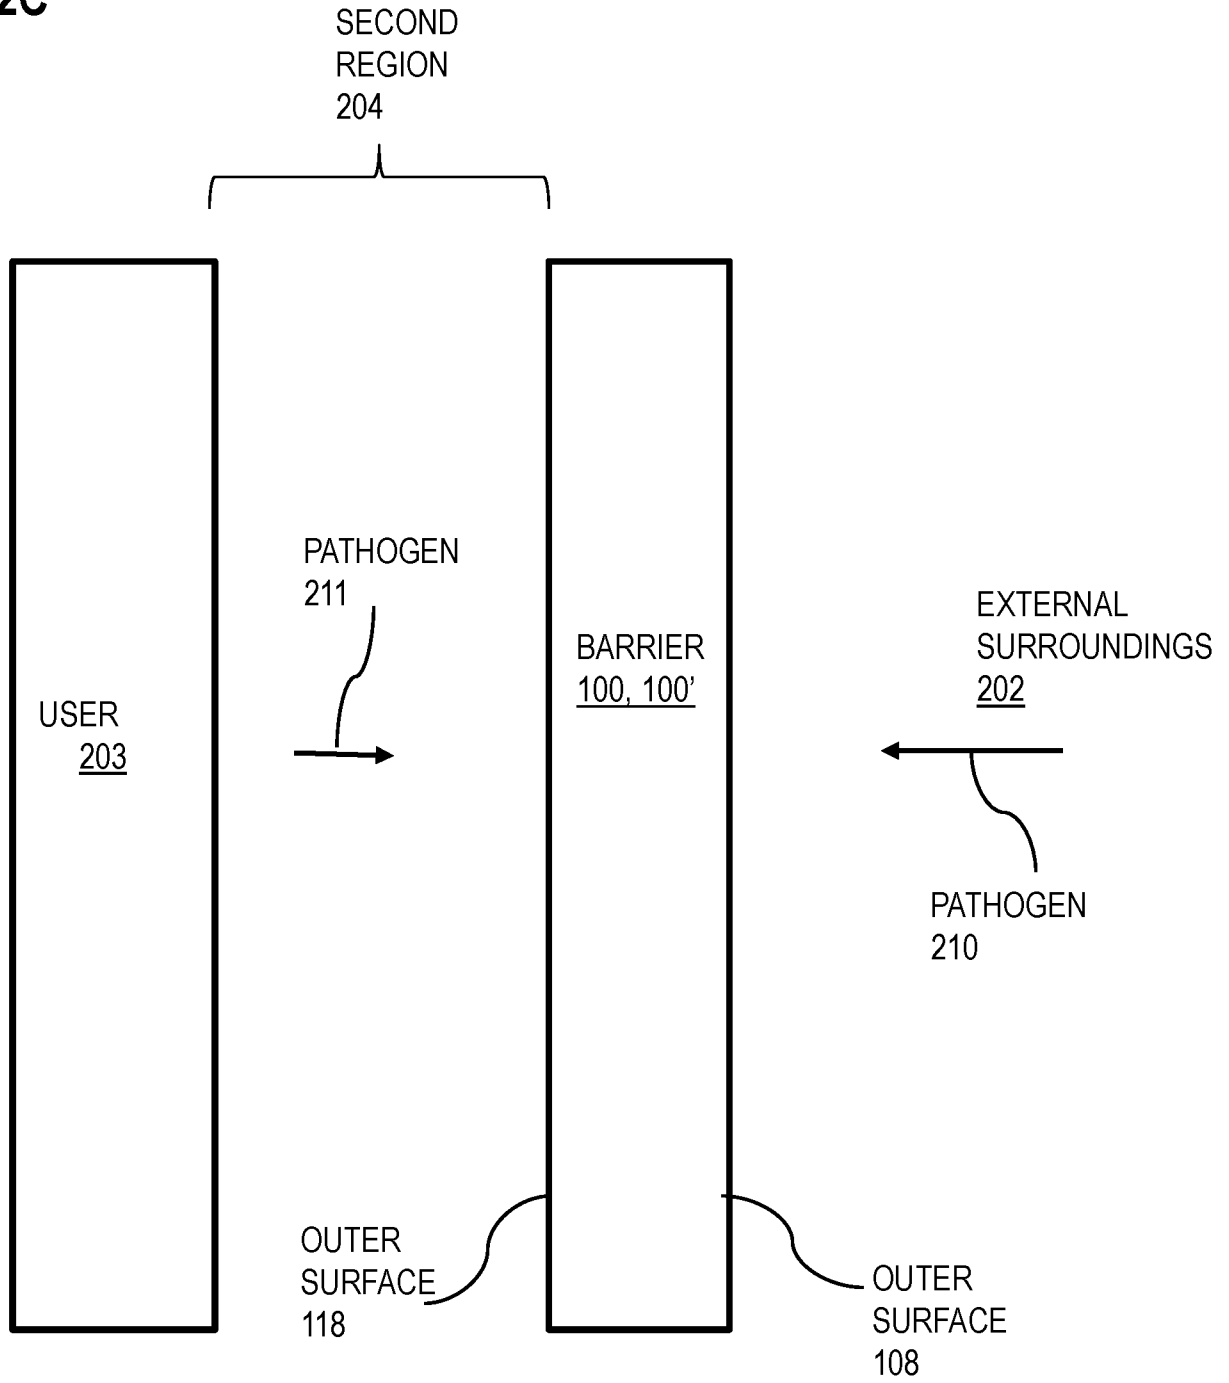 2C
SECOND
REGION
204
PATHOGEN
211
EXTERNAL
SURROUNDINGS
202
BARRIER
100, 100’
USER
203
PATHOGEN
210
OUTER
SURFACE
118
OUTER
SURFACE
108